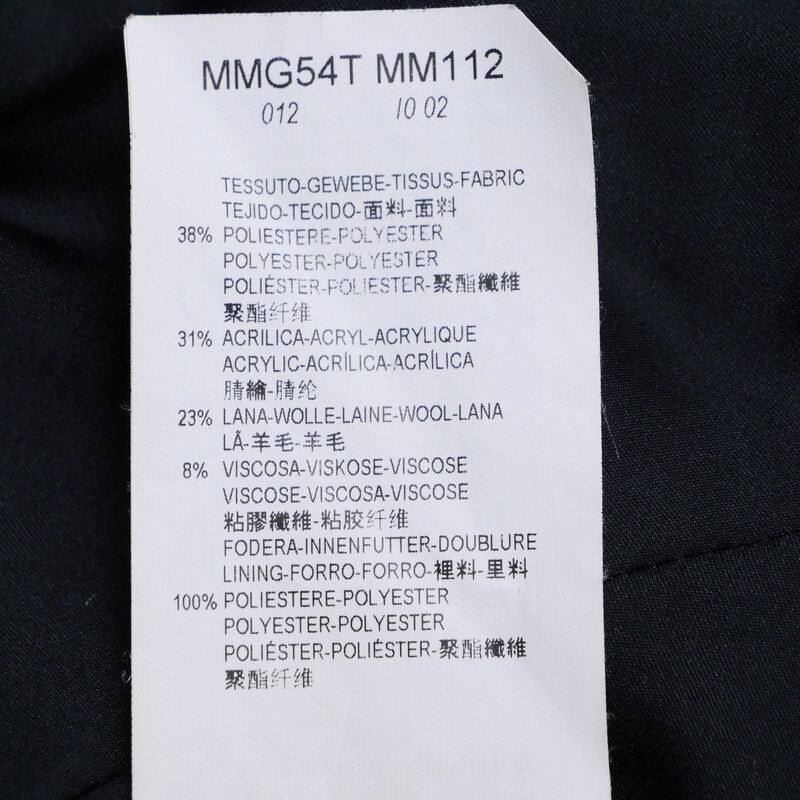 MMG54T MM112
012 10 02
TESSUTO-GEWEBE-TISSUS-FABRIC
TEJIDO-TECIDO-面料-面料
38% POLIESTERE-POLYESTER
POLYESTER-POLYESTER
POLIÉSTER-POLIESTER-聚酯纖維
聚酯纤维
31% ACRILICA-ACRYL-ACRYLIQUE
ACRYLIC-ACRÍLICA-ACRÍLICA
腈綸-腈纶
23% LANA-WOLLE-LAINE-WOOL-LANA
LÃ-羊毛-羊毛
8% VISCOSA-VISKOSE-VISCOSE
VISCOSE-VISCOSA-VISCOSE
粘膠纖維-粘胶纤维
FODERA-INNENFUTTER-DOUBLURE
LINING-FORRO-FORRO-裡料-里料
100% POLIESTERE-POLYESTER
POLYESTER-POLYESTER
POLIÉSTER-POLIÉSTER-聚酯纖維
聚酯纤维